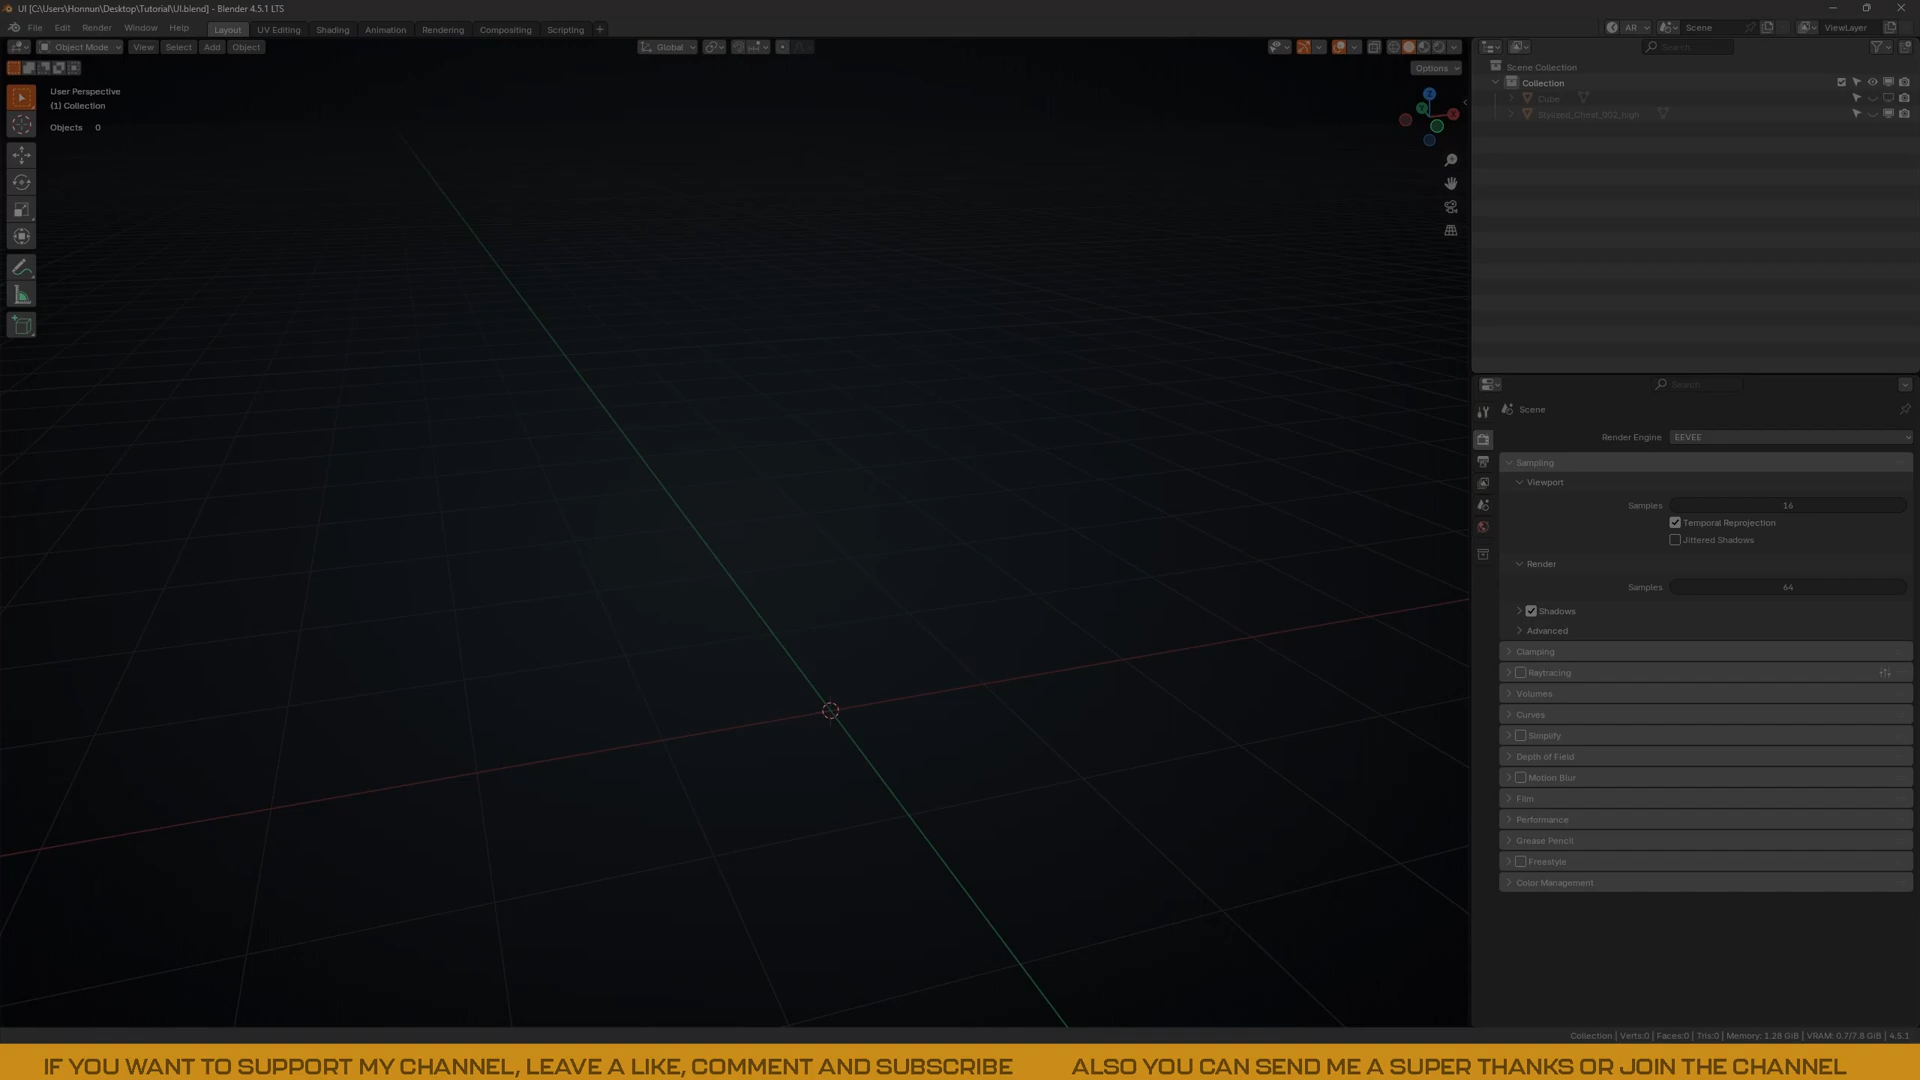 UI [C:\Users\Honnun\Desktop\Tutorial\UI.blend] - Blender 4.5.1 LTS
File Edit Render Window Help Layout UV Editing Shading Animation Rendering Compositing Scripting + AR Scene ViewLayer
Object Mode View Select Add Object Global Search
Options
User Perspective
(1) Collection
Objects 0
Scene Collection
Collection
Cube
Stylized_Chest_002_high
Search
Scene
Render Engine EEVEE
Sampling
Viewport
Samples 16
Temporal Reprojection
Jittered Shadows
Render
Samples 64
Shadows
Advanced
Clamping
Raytracing
Volumes
Curves
Simplify
Depth of Field
Motion Blur
Film
Performance
Grease Pencil
Freestyle
Color Management
Collection | Verts:0 | Faces:0 | Tris:0 | Memory: 1.28 GiB | VRAM: 0.7/7.8 GiB | 4.5.1
IF YOU WANT TO SUPPORT MY CHANNEL, LEAVE A LIKE, COMMENT AND SUBSCRIBE ALSO YOU CAN SEND ME A SUPER THANKS OR JOIN THE CHANNEL